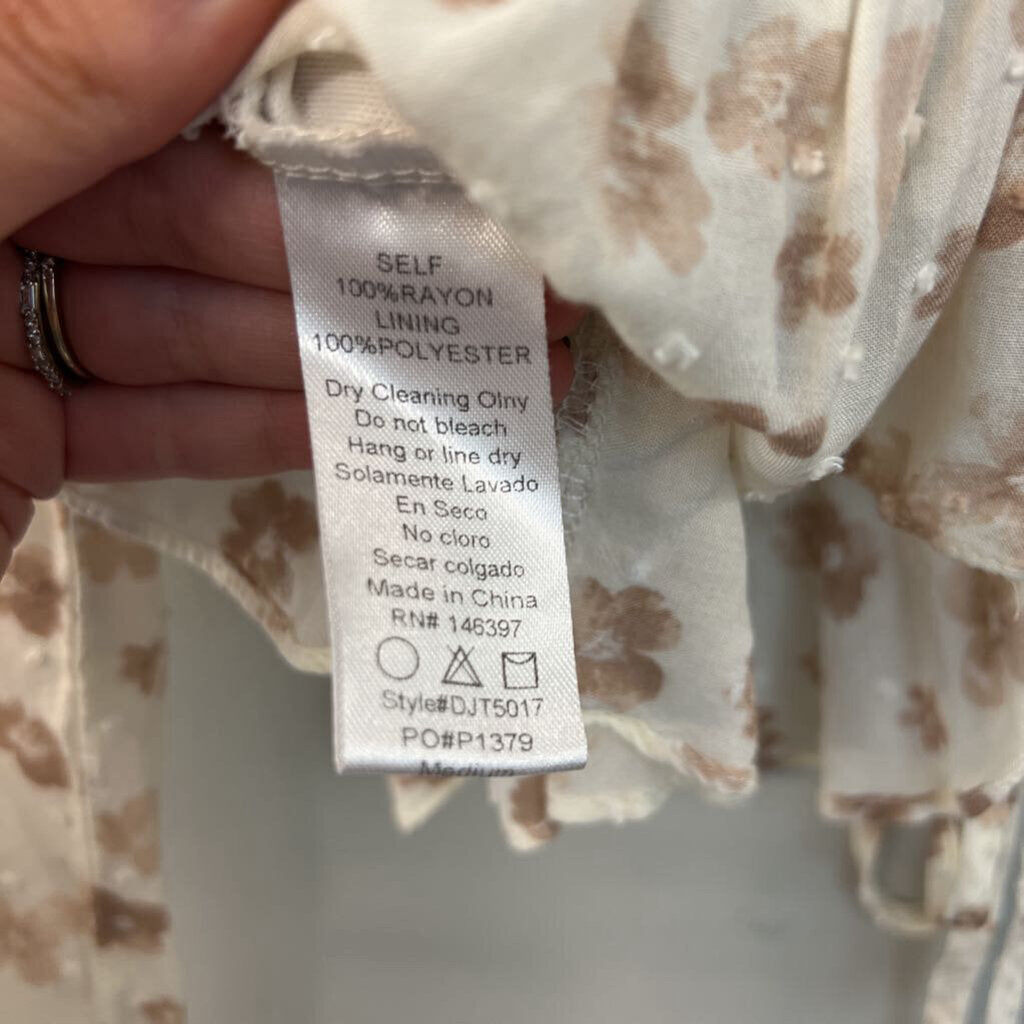 SELF
100%RAYON
LINING
100%POLYESTER
Dry Cleaning Olny
Do not bleach
Hang or line dry
Solamente Lavado
En Seco
No cloro
Secar colgado
Made in China
RN# 146397
Style#DJT5017
PO#P1379
Medium